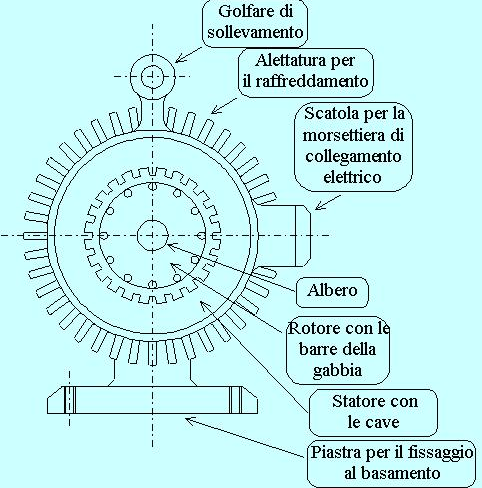 Golfare di
sollevamento
Alettatura per
il raffreddamento
Scatola per la
morsettiera di
collegamento
elettrico
Albero
Rotore con le
barre della
gabbia
Statore con
le cave
Piastra per il fissaggio
al basamento